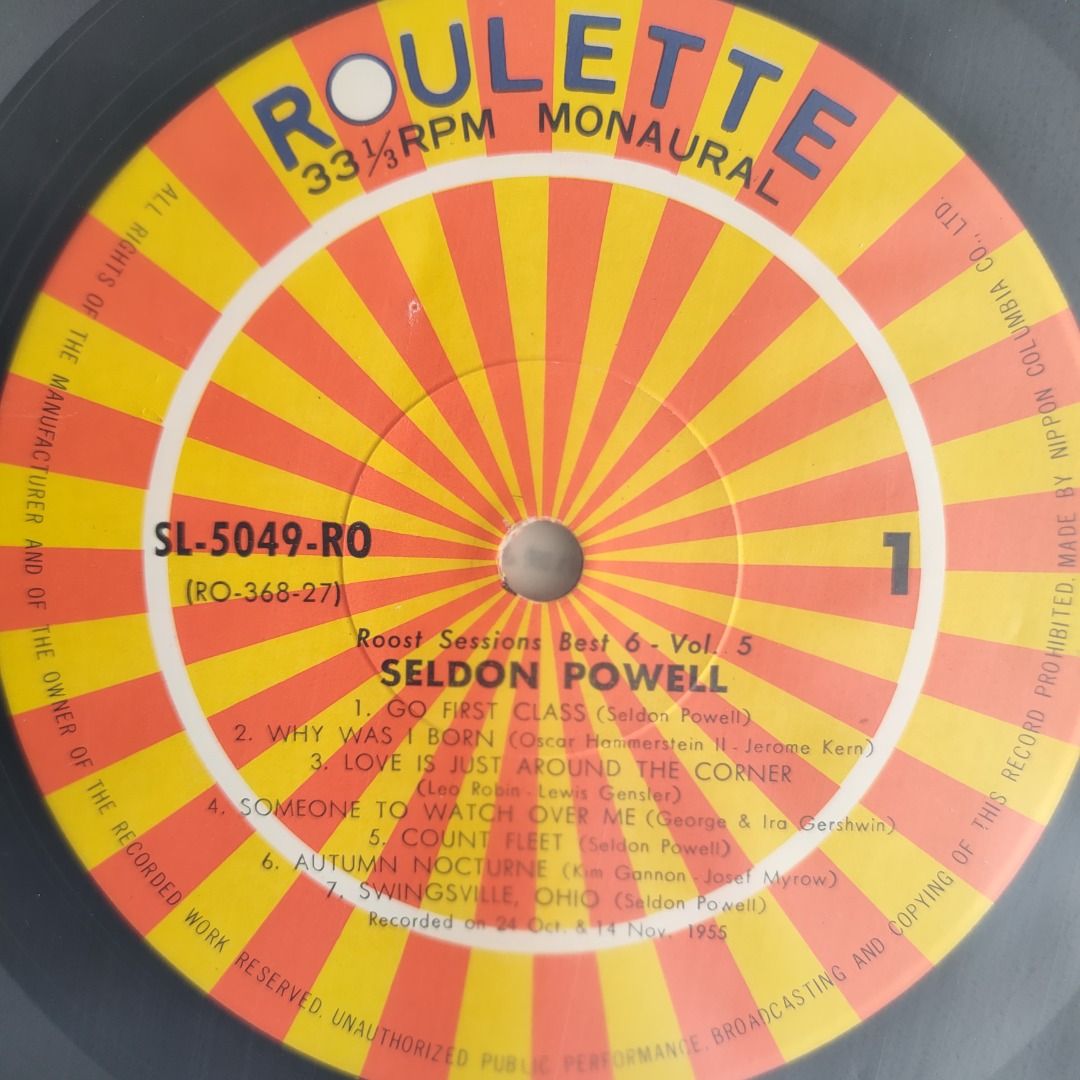 ROULETTE
33 1/3 RPM MONAURAL
SL-5049-RO
(RO-368-27)
1
Roost Sessions Best 6 - Vol. 5
SELDON POWELL
1. GO FIRST CLASS (Seldon Powell)
2. WHY WAS I BORN (Oscar Hammerstein II - Jerome Kern)
3. LOVE IS JUST AROUND THE CORNER
(Leo Robin - Lewis Gensler)
4. SOMEONE TO WATCH OVER ME (George & Ira Gershwin)
5. COUNT FLEET (Seldon Powell)
6. AUTUMN NOCTURNE (Kim Gannon - Josef Myrow)
7. SWINGSVILLE, OHIO (Seldon Powell)
Recorded on 24 Oct. & 14 Nov. 1955
ALL RIGHTS OF THE MANUFACTURER AND OF THE OWNER OF THE RECORDED WORK RESERVED. UNAUTHORIZED PUBLIC PERFORMANCE, BROADCASTING AND COPYING OF THIS RECORD PROHIBITED. MADE BY NIPPON COLUMBIA CO., LTD.